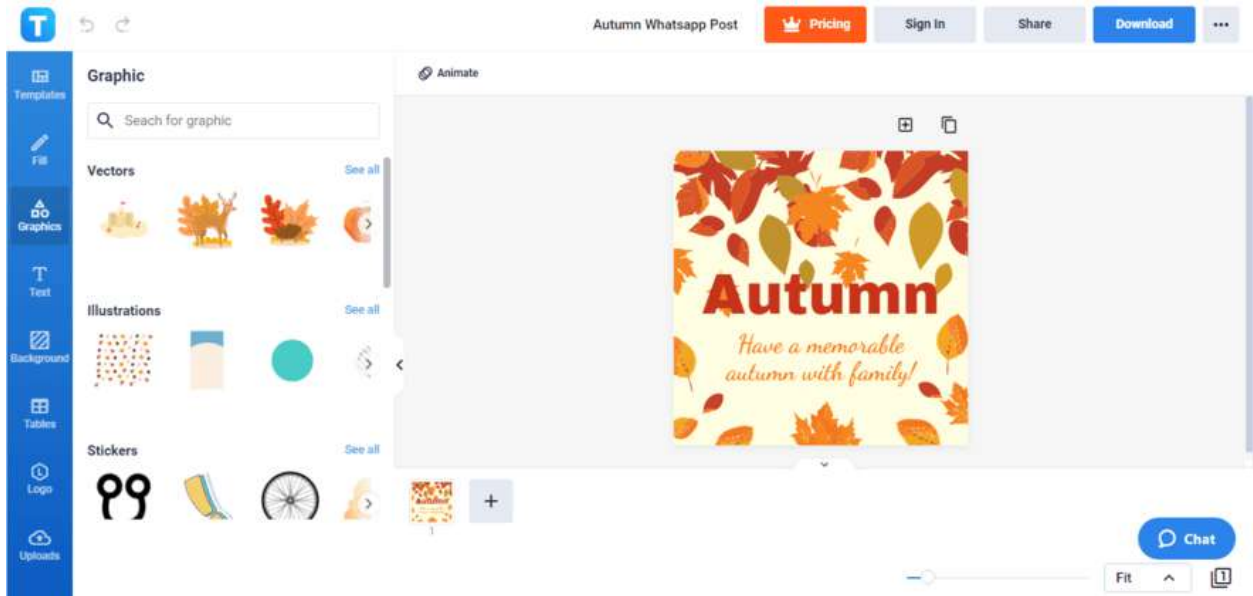 T
Autumn Whatsapp Post
Pricing
Sign In
Share
Download
Templates
Fill
Graphics
Text
Background
Tables
Logo
Uploads
Graphic
Seach for graphic
Vectors
See all
Illustrations
See all
Stickers
See all
Animate
Autumn
Have a memorable
autumn with family!
1
Chat
Fit
1